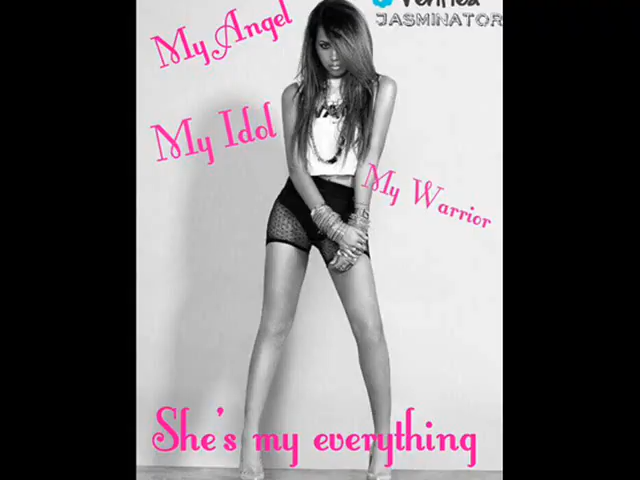 Verified
JASMINATOR
My Angel
My Idol
My Warrior
She's my everything